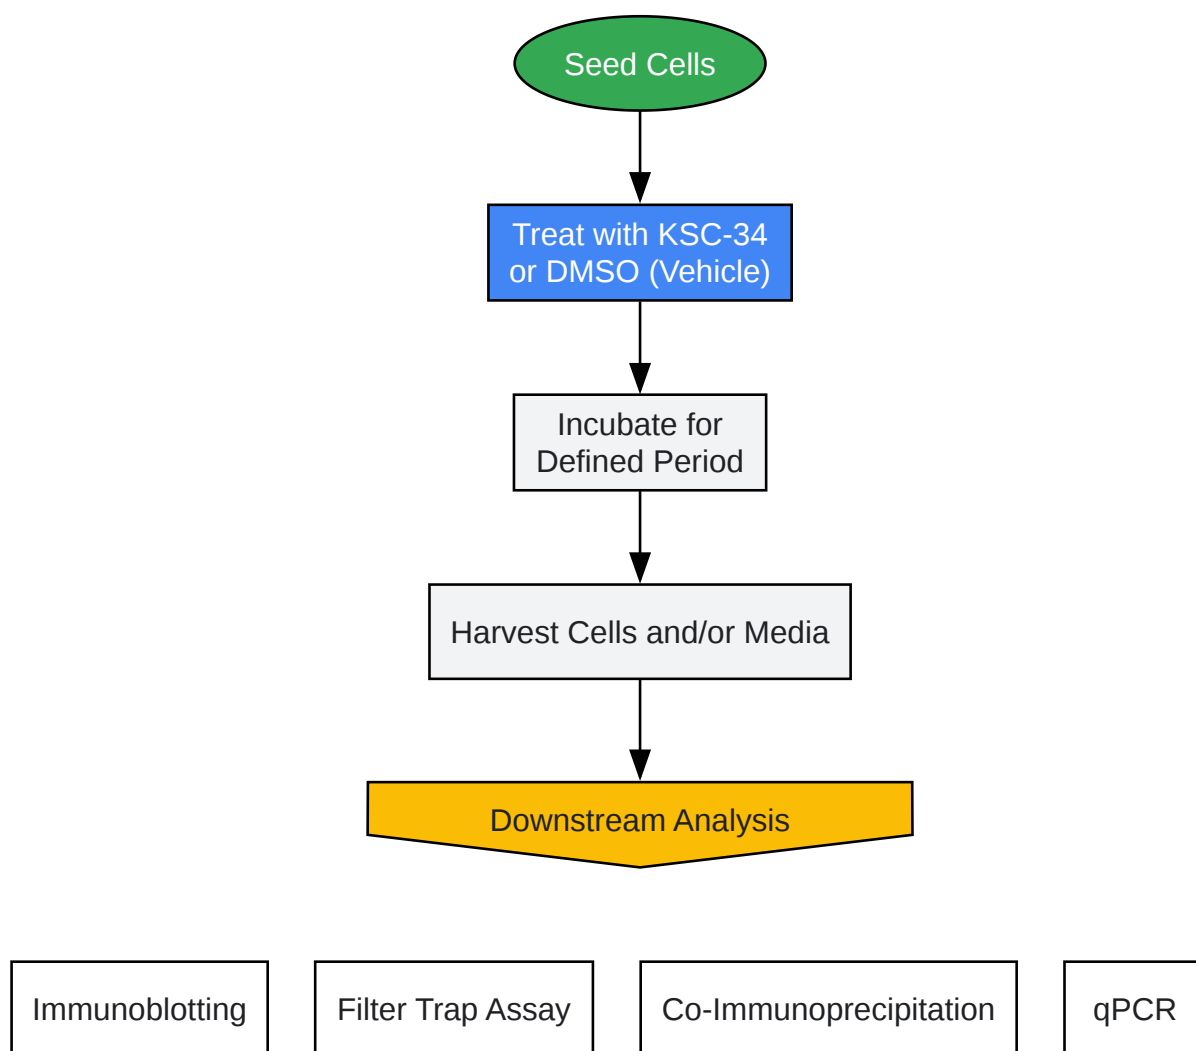 Seed Cells
Treat with KSC-34
or DMSO (Vehicle)
Incubate for
Defined Period
Harvest Cells and/or Media
Downstream Analysis
Immunoblotting
Filter Trap Assay
Co-Immunoprecipitation
qPCR